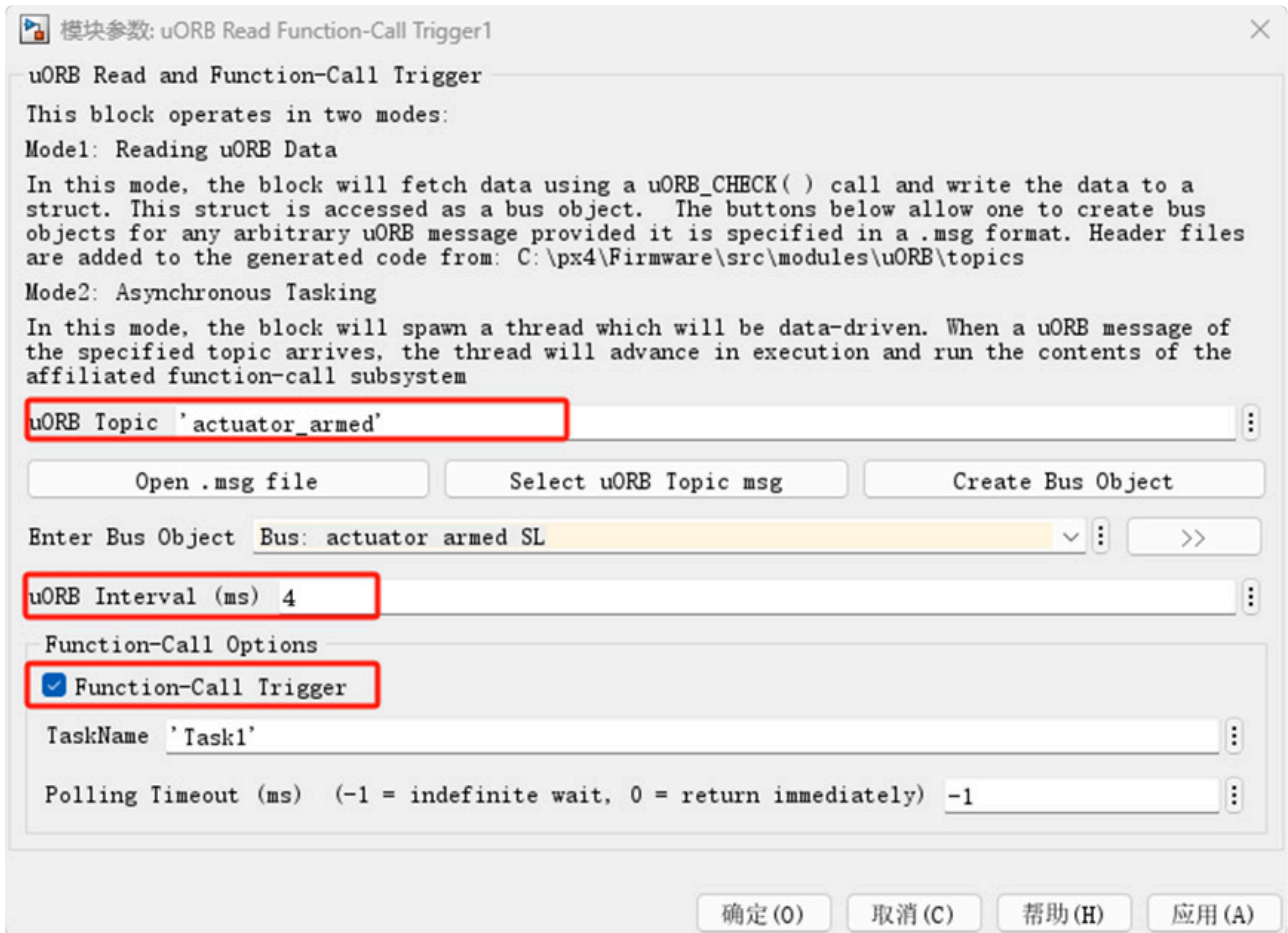 模块参数: uORB Read Function-Call Trigger1
uORB Read and Function-Call Trigger
This block operates in two modes:
Mode1: Reading uORB Data
In this mode, the block will fetch data using a uORB_CHECK( ) call and write the data to a
struct. This struct is accessed as a bus object.  The buttons below allow one to create bus
objects for any arbitrary uORB message provided it is specified in a .msg format. Header files
are added to the generated code from: C:\px4\Firmware\src\modules\uORB\topics
Mode2: Asynchronous Tasking
In this mode, the block will spawn a thread which will be data-driven. When a uORB message of
the specified topic arrives, the thread will advance in execution and run the contents of the
affiliated function-call subsystem
uORB Topic 'actuator_armed'
Open .msg file Select uORB Topic msg Create Bus Object
Enter Bus Object Bus: actuator armed SL >>
uORB Interval (ms) 4
Function-Call Options
Function-Call Trigger
TaskName 'Task1'
Polling Timeout (ms)  (-1 = indefinite wait, 0 = return immediately) -1
确定(O) 取消(C) 帮助(H) 应用(A)